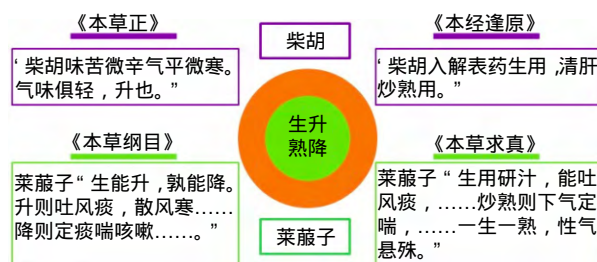 《本草正》
“柴胡味苦微辛气平微寒。
气味俱轻，升也。”
柴胡
《本经逢原》
“柴胡入解表药生用，清肝
炒熟用。”
生升
熟降
《本草纲目》
莱菔子“生能升，孰能降。
升则吐风痰，散风寒……
降则定痰喘咳嗽……。”
莱菔子
《本草求真》
莱菔子“生用研汁，能吐
风痰，……炒熟则下气定
喘，……一生一熟，性气
悬殊。”